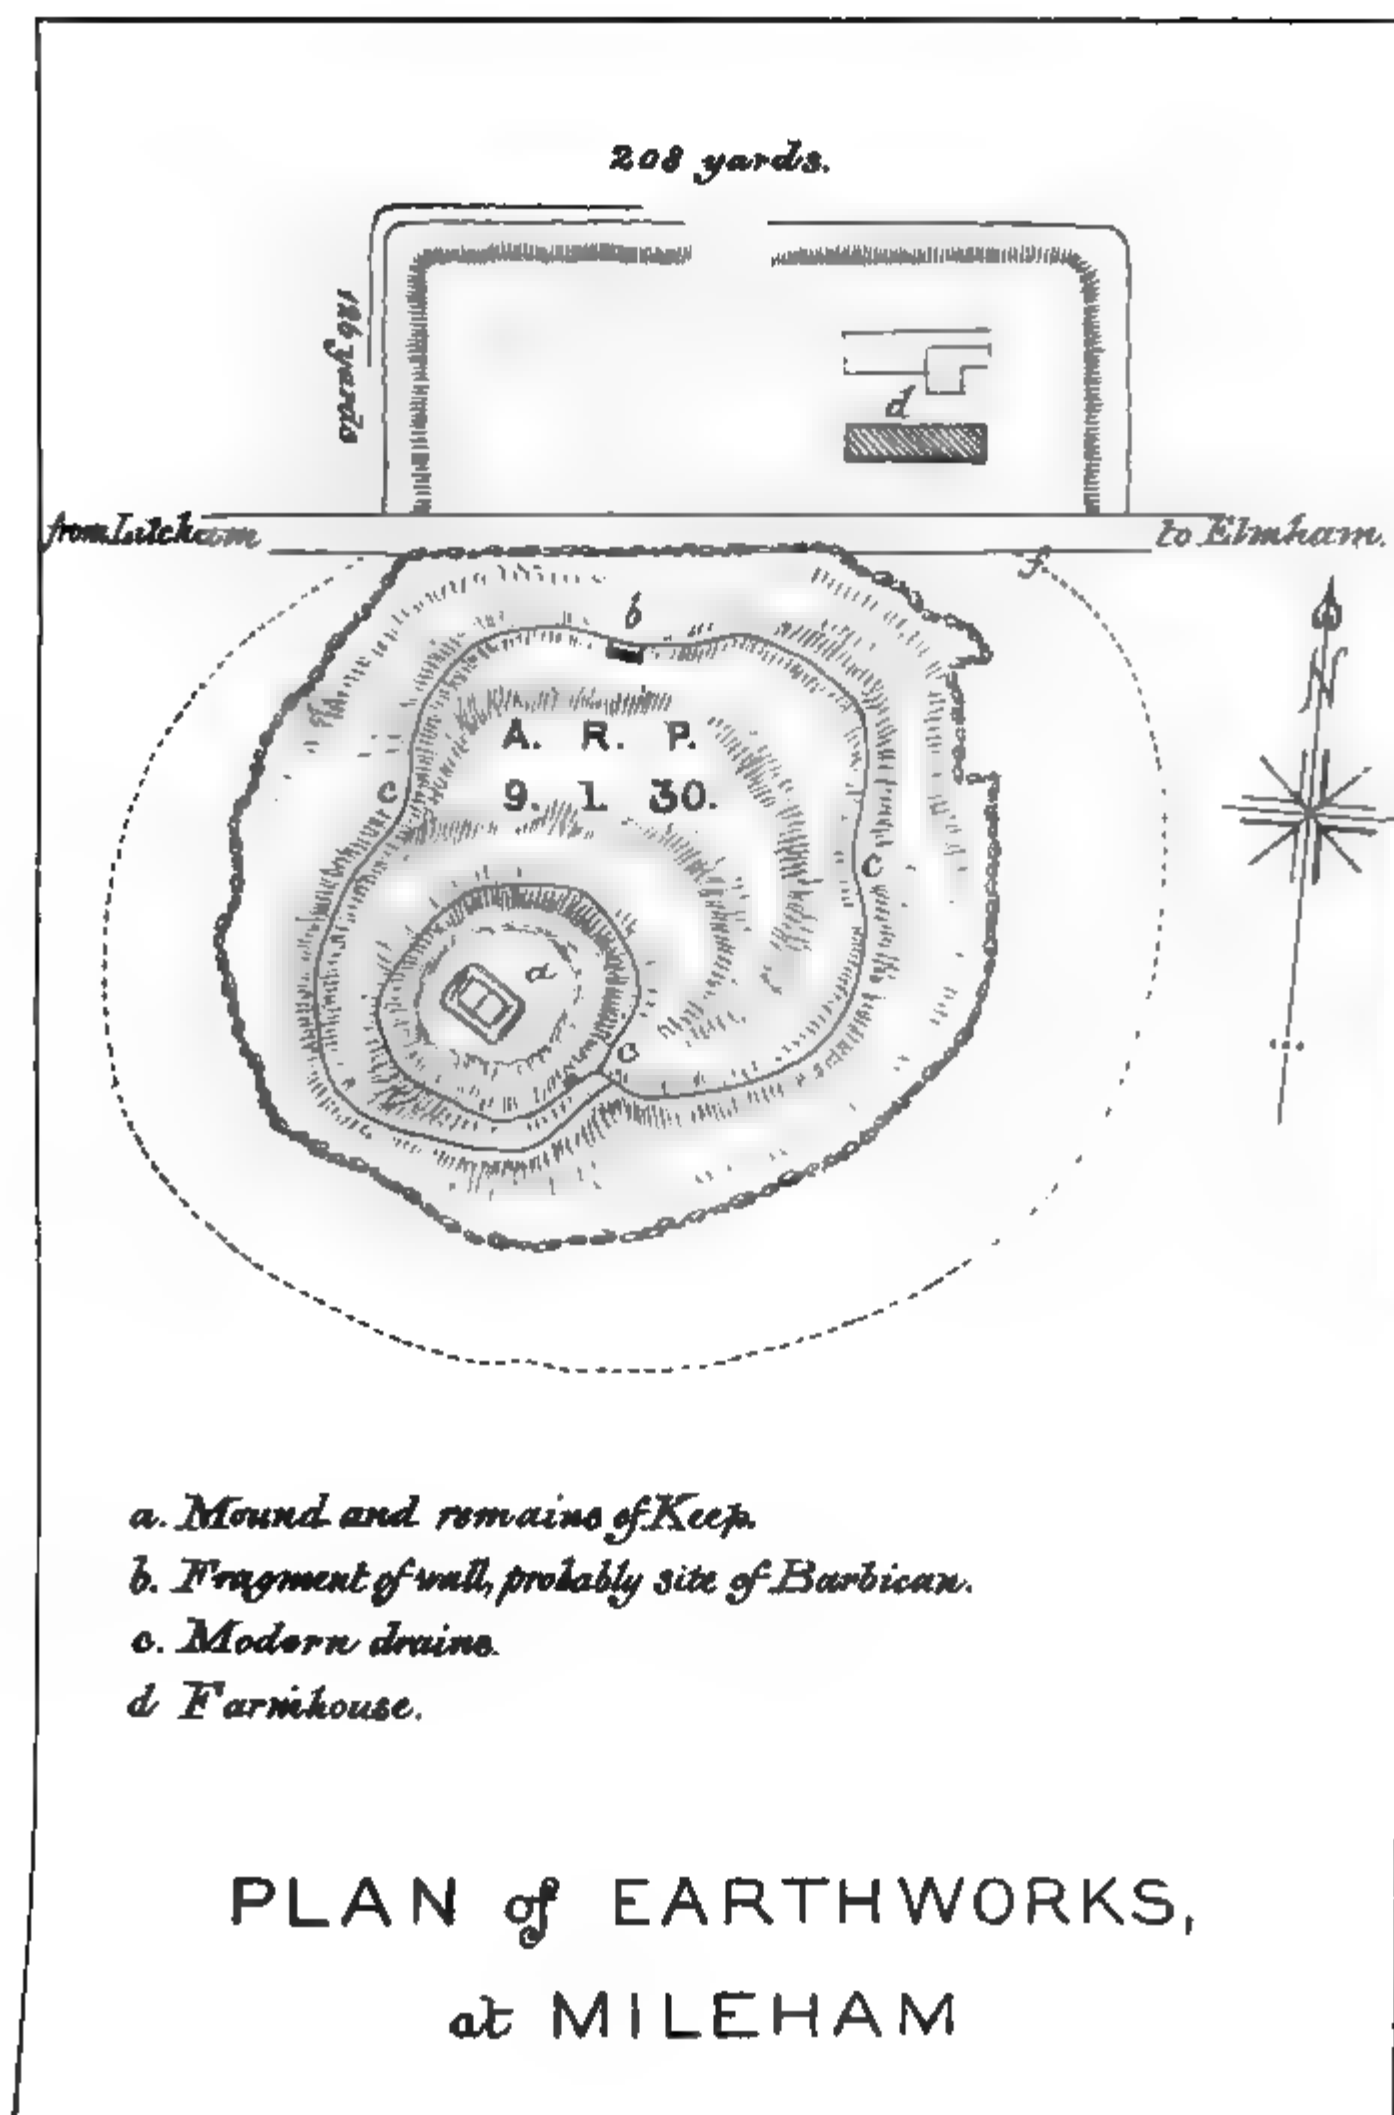 208 yards.
yards
from Litcham
to Elmham.
f.
b
d
N
A. R. P.
9. 1. 30.
c
c
a
c
a. Mound and remains of Keep.
b. Fragment of wall, probably site of Barbican.
c. Modern drains.
d Farmhouse.
PLAN of EARTHWORKS,
at MILEHAM